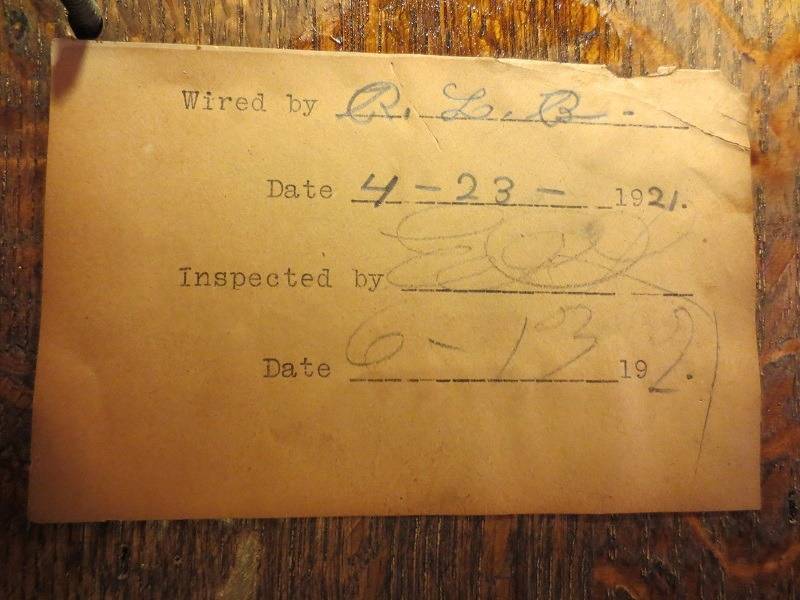 Wired by R. L. B. -
Date 4 - 23 - 1921.
Inspected by
Date 6 - 13 192